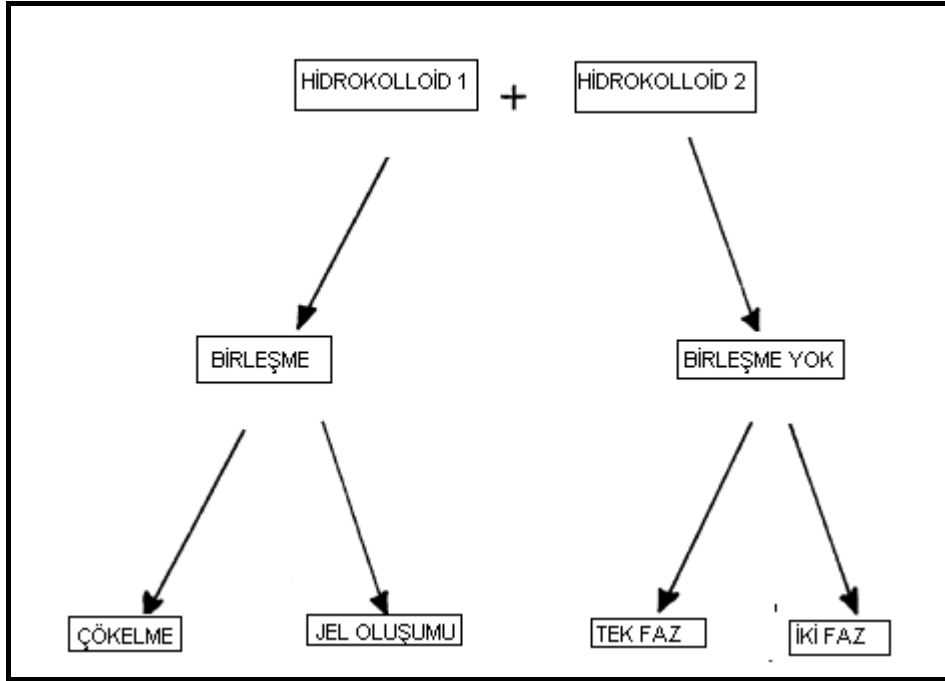 HİDROKOLLOİD 1 + HİDROKOLLOİD 2
BİRLEŞME BİRLEŞME YOK
ÇÖKELME JEL OLUŞUMU TEK FAZ İKİ FAZ